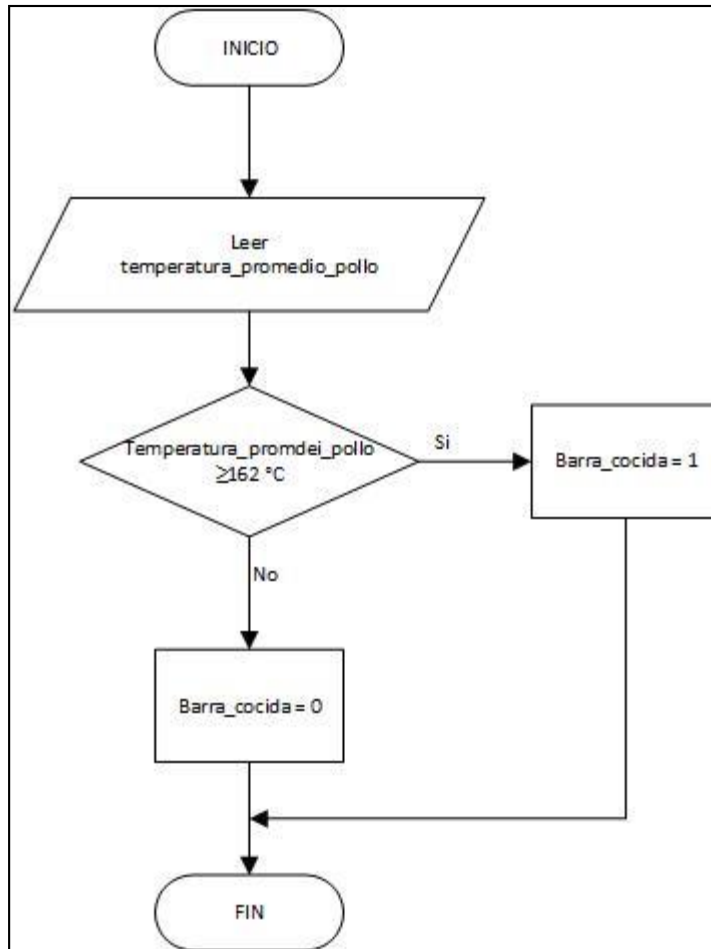 INICIO
Leer
temperatura_promedio_pollo
Temperatura_promdei_pollo
≥162 °C
Si
Barra_cocida = 1
No
Barra_cocida = 0
FIN